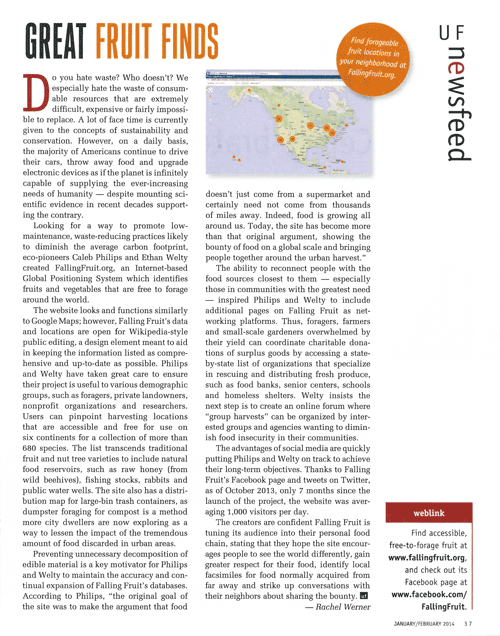 GREAT FRUIT FINDS
Find forageable
fruit locations in
your neighborhood at
FallingFruit.org.
UF
newsfeed
Do you hate waste? Who doesn't? We
especially hate the waste of consum-
able resources that are extremely
difficult, expensive or fairly impossi-
ble to replace. A lot of face time is currently
given to the concepts of sustainability and
conservation. However, on a daily basis,
the majority of Americans continue to drive
their cars, throw away food and upgrade
electronic devices as if the planet is infinitely
capable of supplying the ever-increasing
needs of humanity — despite mounting sci-
entific evidence in recent decades support-
ing the contrary.
Looking for a way to promote low-
maintenance, waste-reducing practices likely
to diminish the average carbon footprint,
eco-pioneers Caleb Philips and Ethan Welty
created FallingFruit.org, an Internet-based
Global Positioning System which identifies
fruits and vegetables that are free to forage
around the world.
The website looks and functions similarly
to Google Maps; however, Falling Fruit's data
and locations are open for Wikipedia-style
public editing, a design element meant to aid
in keeping the information listed as compre-
hensive and up-to-date as possible. Philips
and Welty have taken great care to ensure
their project is useful to various demographic
groups, such as foragers, private landowners,
nonprofit organizations and researchers.
Users can pinpoint harvesting locations
that are accessible and free for use on
six continents for a collection of more than
680 species. The list transcends traditional
fruit and nut tree varieties to include natural
food reservoirs, such as raw honey (from
wild beehives), fishing stocks, rabbits and
public water wells. The site also has a distri-
bution map for large-bin trash containers, as
dumpster foraging for compost is a method
more city dwellers are now exploring as a
way to lessen the impact of the tremendous
amount of food discarded in urban areas.
Preventing unnecessary decomposition of
edible material is a key motivator for Philips
and Welty to maintain the accuracy and con-
tinual expansion of Falling Fruit's databases.
According to Philips, "the original goal of
the site was to make the argument that food
doesn't just come from a supermarket and
certainly need not come from thousands
of miles away. Indeed, food is growing all
around us. Today, the site has become more
than that original argument, showing the
bounty of food on a global scale and bringing
people together around the urban harvest."
The ability to reconnect people with the
food sources closest to them — especially
those in communities with the greatest need
— inspired Philips and Welty to include
additional pages on Falling Fruit as net-
working platforms. Thus, foragers, farmers
and small-scale gardeners overwhelmed by
their yield can coordinate charitable dona-
tions of surplus goods by accessing a state-
by-state list of organizations that specialize
in rescuing and distributing fresh produce,
such as food banks, senior centers, schools
and homeless shelters. Welty insists the
next step is to create an online forum where
"group harvests" can be organized by inter-
ested groups and agencies wanting to dimin-
ish food insecurity in their communities.
The advantages of social media are quickly
putting Philips and Welty on track to achieve
their long-term objectives. Thanks to Falling
Fruit's Facebook page and tweets on Twitter,
as of October 2013, only 7 months since the
launch of the project, the website was aver-
aging 1,000 visitors per day.
The creators are confident Falling Fruit is
tuning its audience into their personal food
chain, stating that they hope the site encour-
ages people to see the world differently, gain
greater respect for their food, identify local
facsimiles for food normally acquired from
far away and strike up conversations with
their neighbors about sharing the bounty. uf
— Rachel Werner
weblink
Find accessible,
free-to-forage fruit at
www.fallingfruit.org,
and check out its
Facebook page at
www.facebook.com/
FallingFruit.
JANUARY/FEBRUARY 2014 37